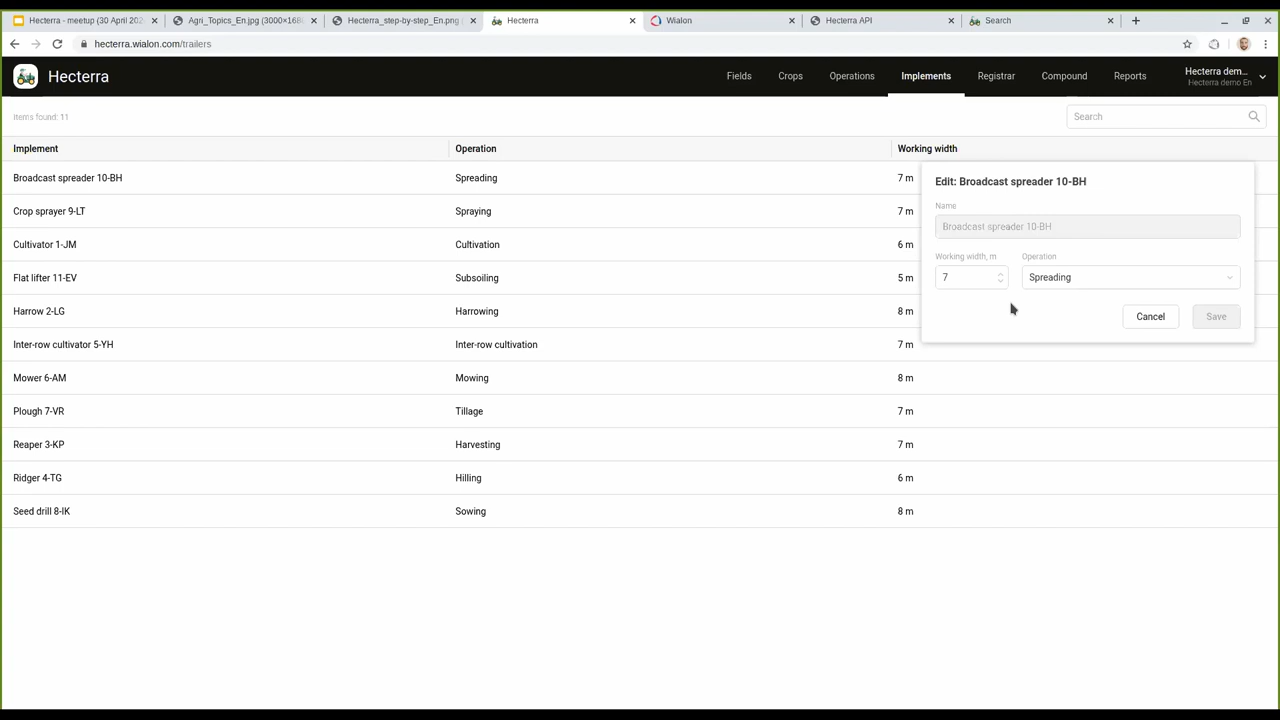 Hecterra - meetup (30 April 202
Agri_Topics_En.jpg (3000×168
Hecterra_step-by-step_En.png (
Hecterra
Wialon
Hecterra API
Search
hecterra.wialon.com/trailers
Hecterra
Fields
Crops
Operations
Implements
Registrar
Compound
Reports
Hecterra dem...
Hecterra demo En
Items found: 11
Search
Implement Operation Working width
Broadcast spreader 10-BH Spreading 7 m
Crop sprayer 9-LT Spraying 7 m
Cultivator 1-JM Cultivation 6 m
Flat lifter 11-EV Subsoiling 5 m
Harrow 2-LG Harrowing 8 m
Inter-row cultivator 5-YH Inter-row cultivation 7 m
Mower 6-AM Mowing 8 m
Plough 7-VR Tillage 7 m
Reaper 3-KP Harvesting 7 m
Ridger 4-TG Hilling 6 m
Seed drill 8-IK Sowing 8 m
Edit: Broadcast spreader 10-BH
Name
Broadcast spreader 10-BH
Working width, m Operation
7 Spreading
Cancel Save